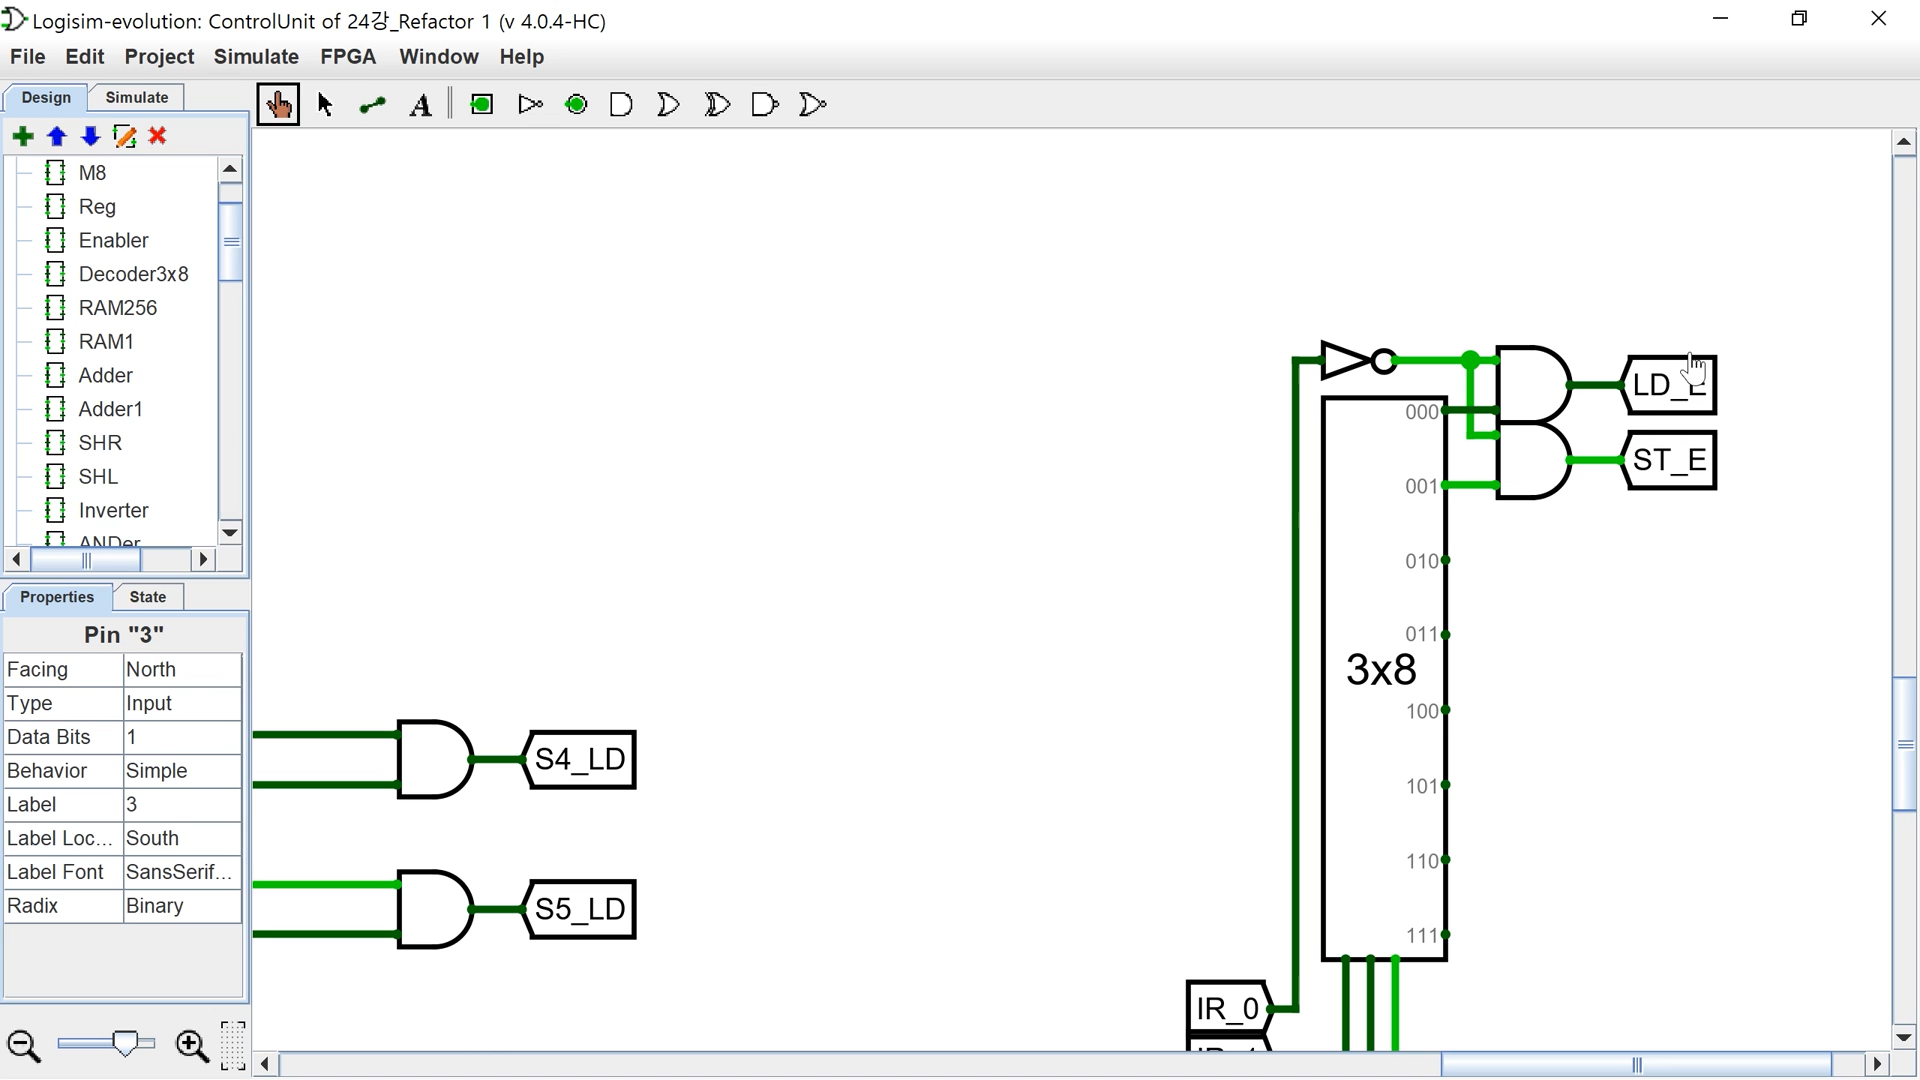 Logisim-evolution: ControlUnit of 24강_Refactor 1 (v 4.0.4-HC)
File Edit Project Simulate FPGA Window Help
Design Simulate
M8
Reg
Enabler
Decoder3x8
RAM256
RAM1
Adder
Adder1
SHR
SHL
Inverter
ANDer
Properties State
Pin "3"
Facing North
Type Input
Data Bits 1
Behavior Simple
Label 3
Label Loc... South
Label Font SansSerif...
Radix Binary
S4_LD
S5_LD
000
001
010
011
3x8
100
101
110
111
LD_E
ST_E
IR_0